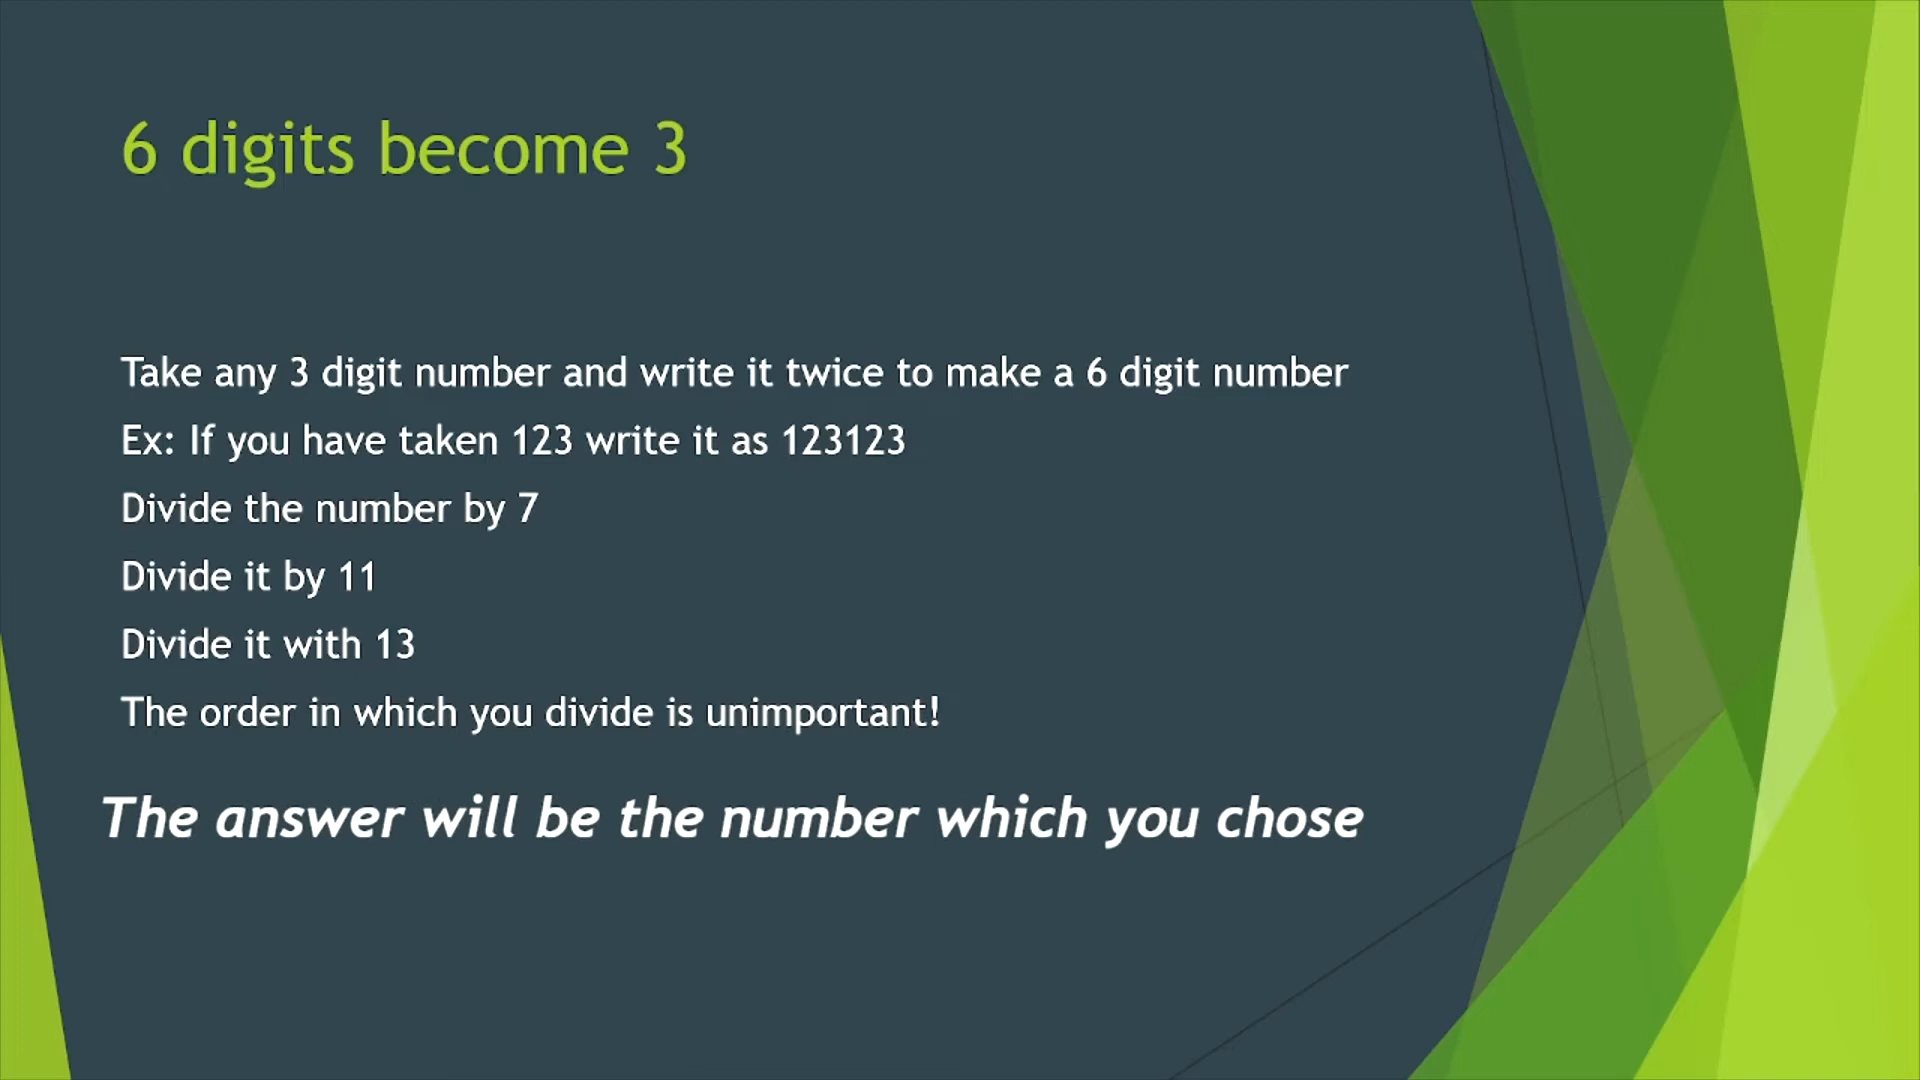 6 digits become 3
Take any 3 digit number and write it twice to make a 6 digit number
Ex: If you have taken 123 write it as 123123
Divide the number by 7
Divide it by 11
Divide it with 13
The order in which you divide is unimportant!
The answer will be the number which you chose